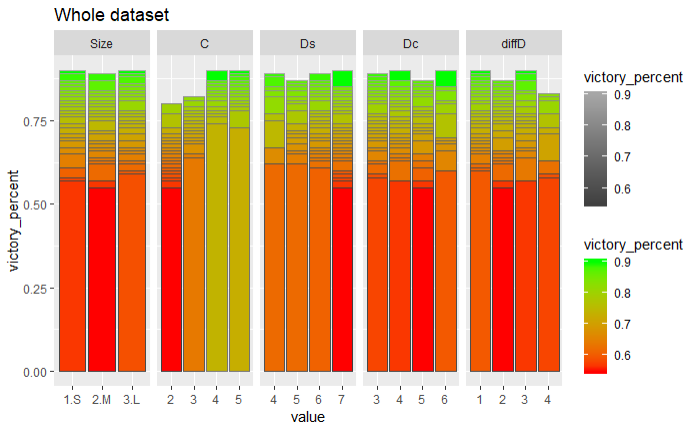 Whole dataset
Size C Ds Dc diffD
victory_percent
0.75
0.50
0.25
0.00
1.S 2.M 3.L 2 3 4 5 4 5 6 7 3 4 5 6 1 2 3 4
value
victory_percent
0.9
0.8
0.7
0.6
victory_percent
0.9
0.8
0.7
0.6